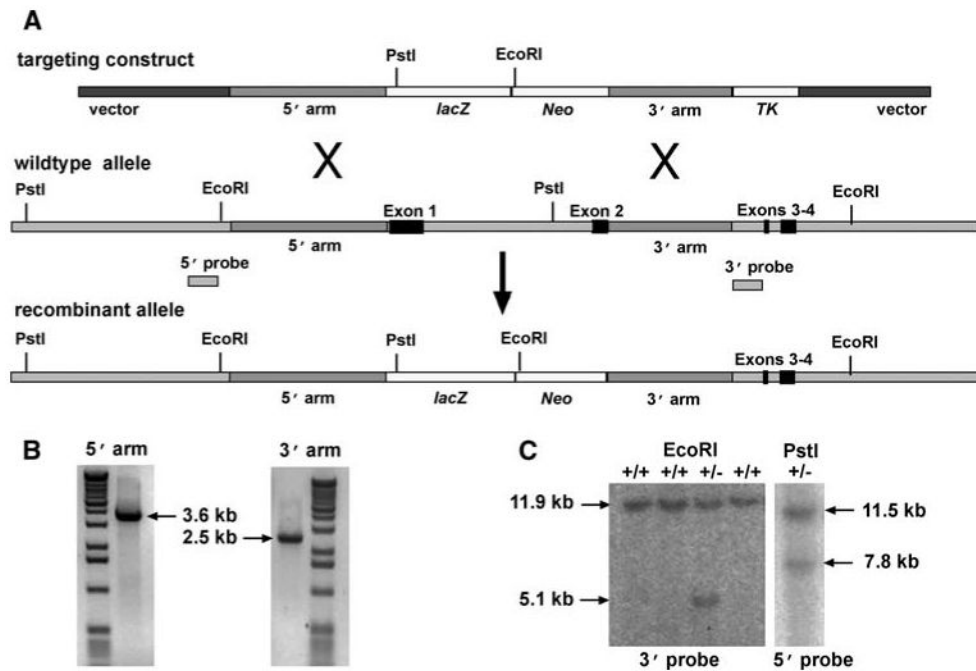 A
targeting construct
PstI
EcoRI
vector
5′ arm
lacZ
Neo
3′ arm
TK
vector
wildtype allele
PstI
EcoRI
Exon 1
PstI
Exon 2
Exons 3-4
EcoRI
5′ arm
3′ arm
5′ probe
3′ probe
recombinant allele
PstI
EcoRI
PstI
EcoRI
Exons 3-4
EcoRI
5′ arm
lacZ
Neo
3′ arm
B
5′ arm
3′ arm
3.6 kb
2.5 kb
C
EcoRI
PstI
+/+ +/+ +/- +/+
+/-
11.9 kb
11.5 kb
7.8 kb
5.1 kb
3′ probe
5′ probe